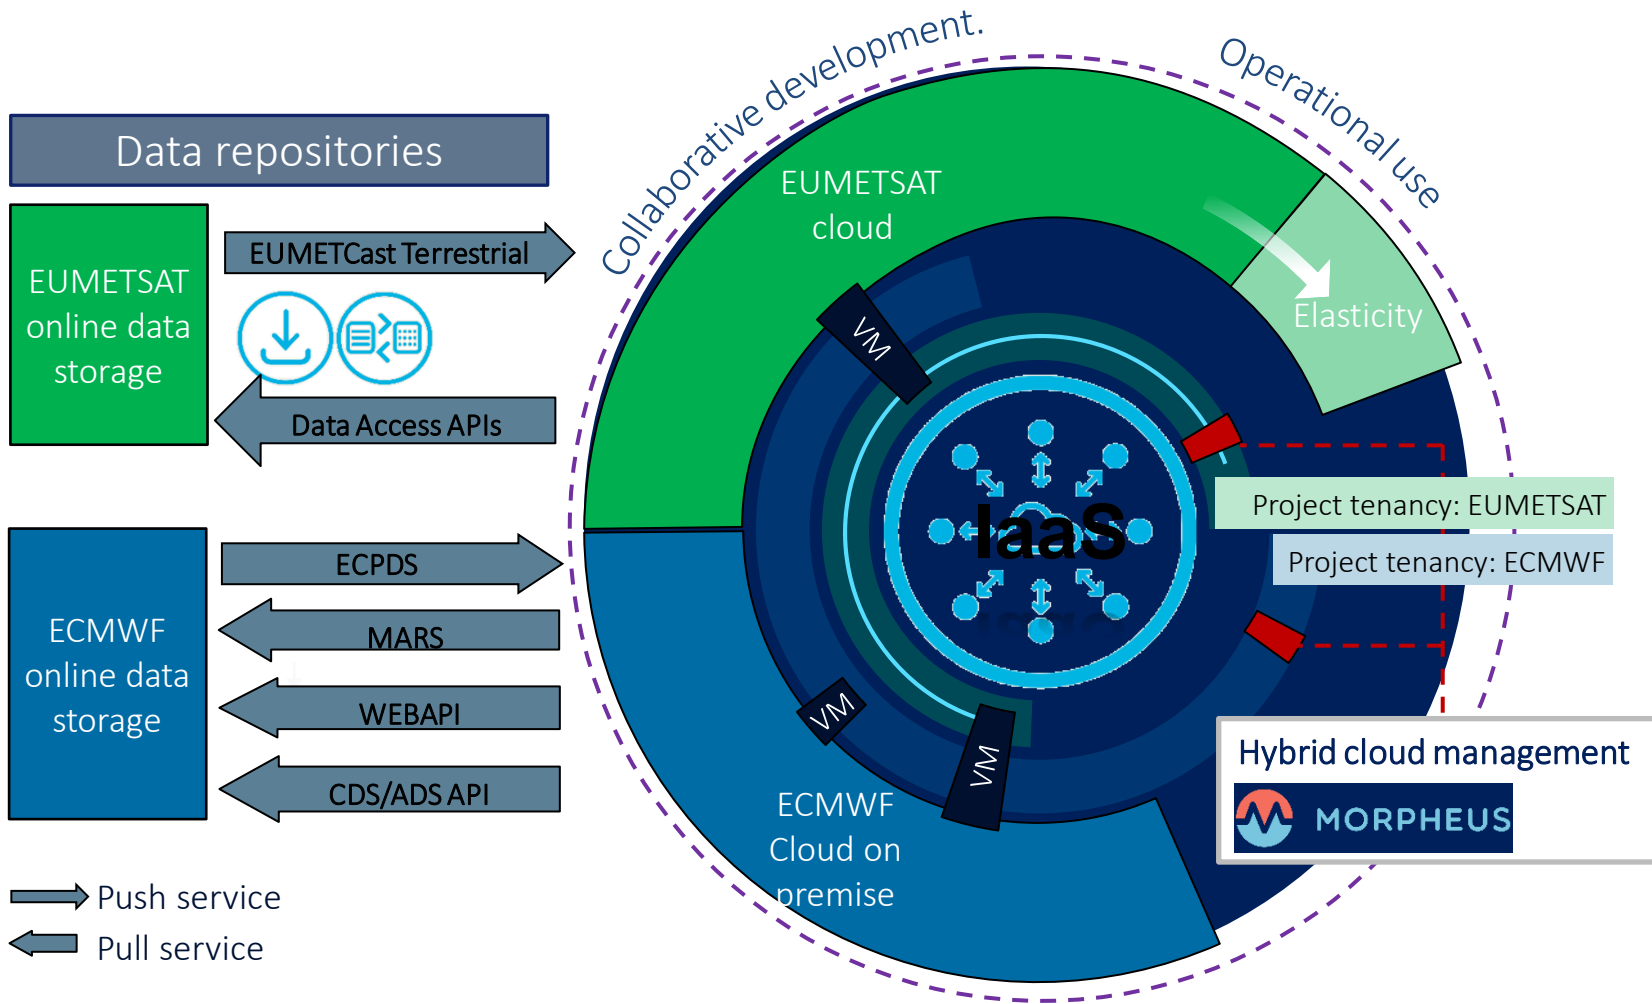 Collaborative development.
Operational use
Data repositories
EUMETSAT
online data
storage
EUMETCast Terrestrial
Data Access APIs
ECMWF
online data
storage
ECPDS
MARS
WEBAPI
CDS/ADS API
Push service
Pull service
EUMETSAT
cloud
Elasticity
VM
IaaS
VM
VM
ECMWF
Cloud on
premise
Project tenancy: EUMETSAT
Project tenancy: ECMWF
Hybrid cloud management
MORPHEUS